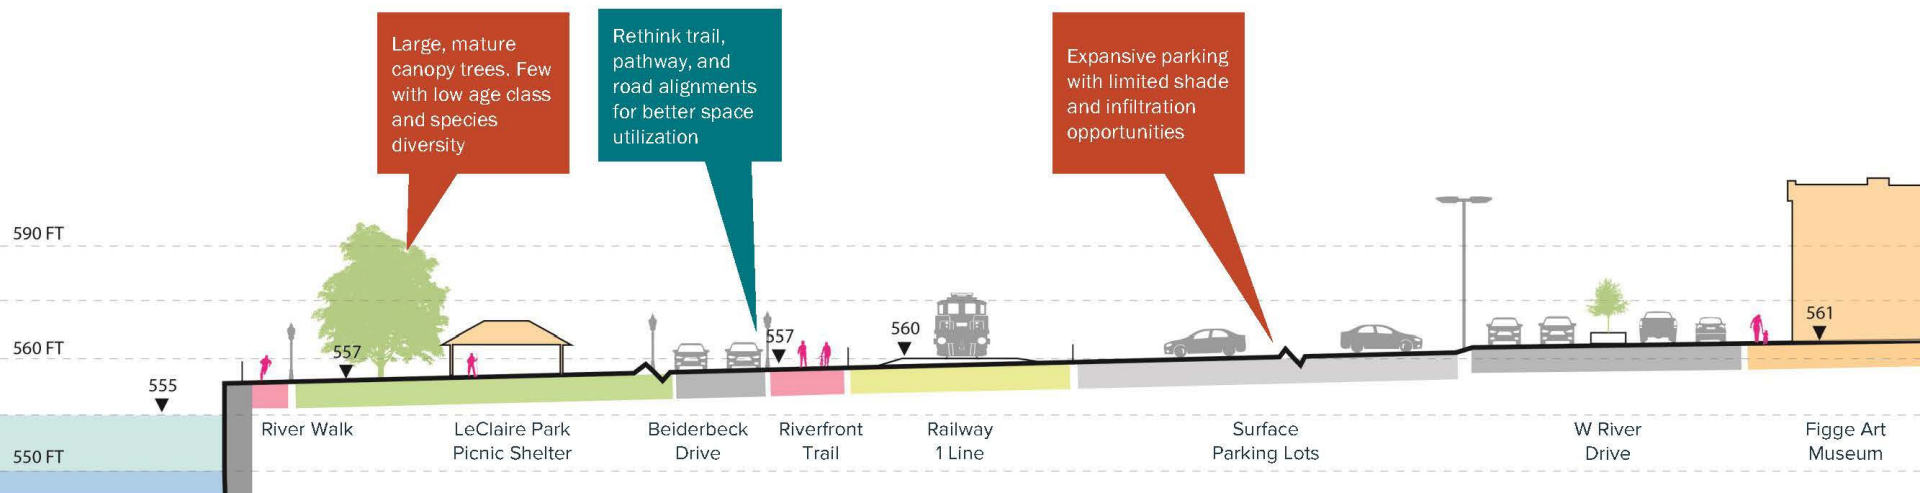 Large, mature
canopy trees. Few
with low age class
and species
diversity
Rethink trail,
pathway, and
road alignments
for better space
utilization
Expansive parking
with limited shade
and infiltration
opportunities
590 FT
560 FT
550 FT
555
557
557
560
561
River Walk
LeClaire Park
Picnic Shelter
Beiderbeck
Drive
Riverfront
Trail
Railway
1 Line
Surface
Parking Lots
W River
Drive
Figge Art
Museum